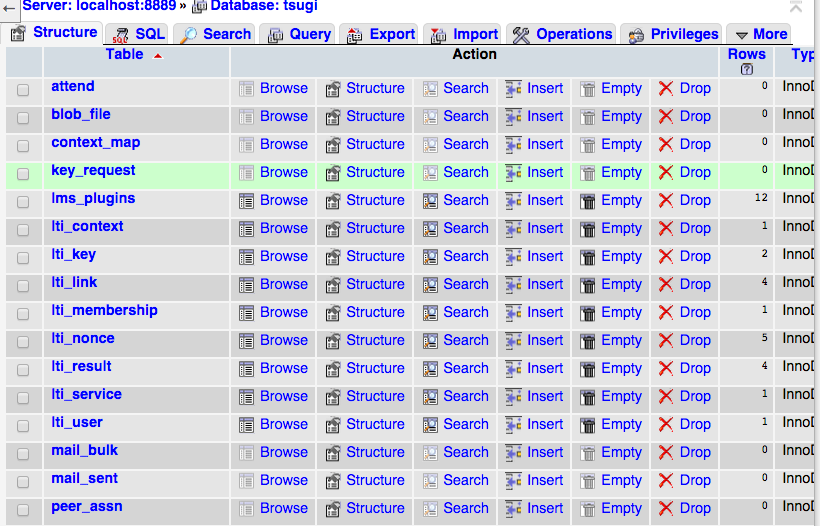 ← Server: localhost:8889 » Database: tsugi
Structure SQL Search Query Export Import Operations Privileges More
Table Action Rows Typ
attend Browse Structure Search Insert Empty Drop 0 InnoD
blob_file Browse Structure Search Insert Empty Drop 0 InnoD
context_map Browse Structure Search Insert Empty Drop 0 InnoD
key_request Browse Structure Search Insert Empty Drop 0 InnoD
lms_plugins Browse Structure Search Insert Empty Drop 12 InnoD
lti_context Browse Structure Search Insert Empty Drop 1 InnoD
lti_key Browse Structure Search Insert Empty Drop 2 InnoD
lti_link Browse Structure Search Insert Empty Drop 4 InnoD
lti_membership Browse Structure Search Insert Empty Drop 1 InnoD
lti_nonce Browse Structure Search Insert Empty Drop 5 InnoD
lti_result Browse Structure Search Insert Empty Drop 4 InnoD
lti_service Browse Structure Search Insert Empty Drop 1 InnoD
lti_user Browse Structure Search Insert Empty Drop 1 InnoD
mail_bulk Browse Structure Search Insert Empty Drop 0 InnoD
mail_sent Browse Structure Search Insert Empty Drop 0 InnoD
peer_assn Browse Structure Search Insert Empty Drop 0 InnoD